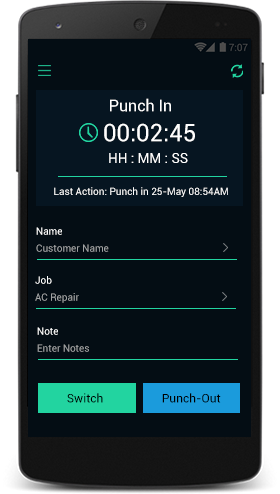 7:07
Punch In
00:02:45
HH : MM : SS
Last Action: Punch in 25-May 08:54AM
Name
Customer Name
Job
AC Repair
Note
Enter Notes
Switch
Punch-Out